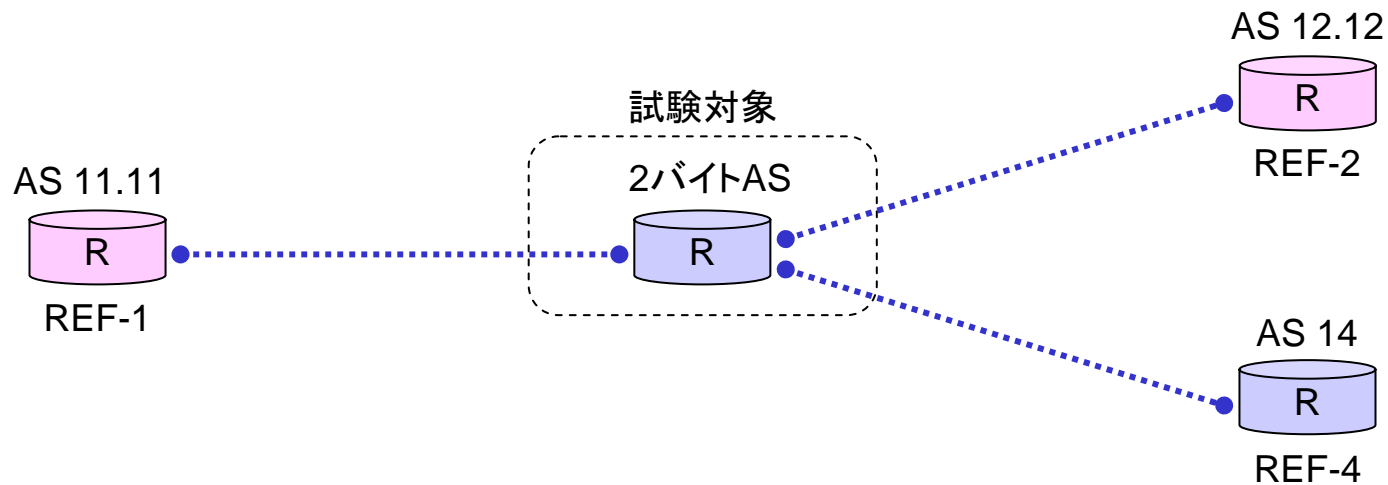 AS 12.12
R
REF-2
試験対象
2バイトAS
R
AS 11.11
R
REF-1
AS 14
R
REF-4